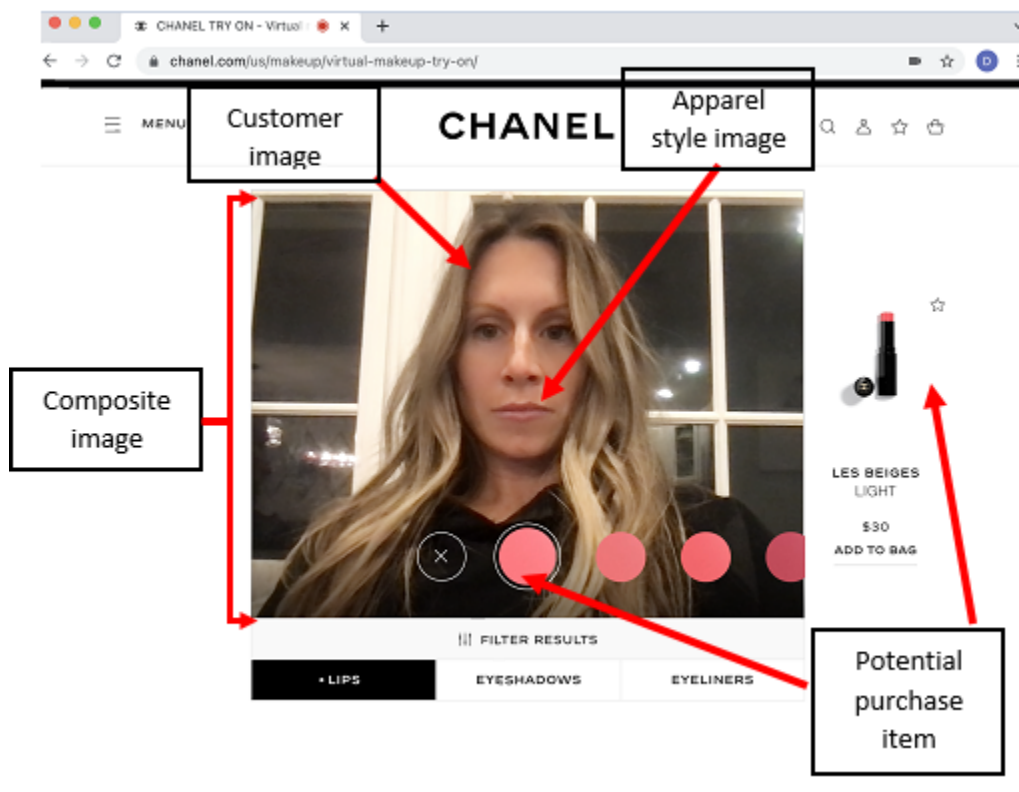 CHANEL TRY ON - Virtual
chanel.com/us/makeup/virtual-makeup-try-on/
D
MENU
CHANEL
Customer
image
Apparel
style image
Composite
image
LES BEIGES
LIGHT
$30
ADD TO BAG
FILTER RESULTS
• LIPS
EYESHADOWS
EYELINERS
Potential
purchase
item